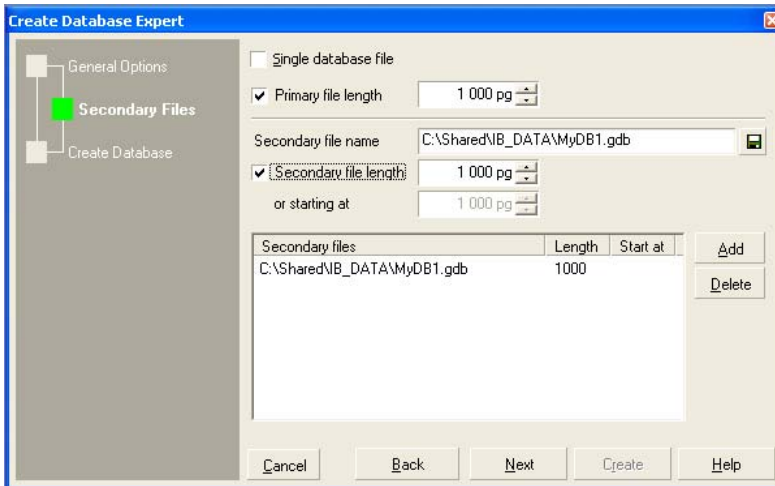 Create Database Expert
General Options
Secondary Files
Create Database
Single database file
Primary file length 1 000 pg
Secondary file name C:\Shared\IB_DATA\MyDB1.gdb
Secondary file length 1 000 pg
or starting at 1 000 pg
Secondary files Length Start at
C:\Shared\IB_DATA\MyDB1.gdb 1000
Add
Delete
Cancel Back Next Create Help